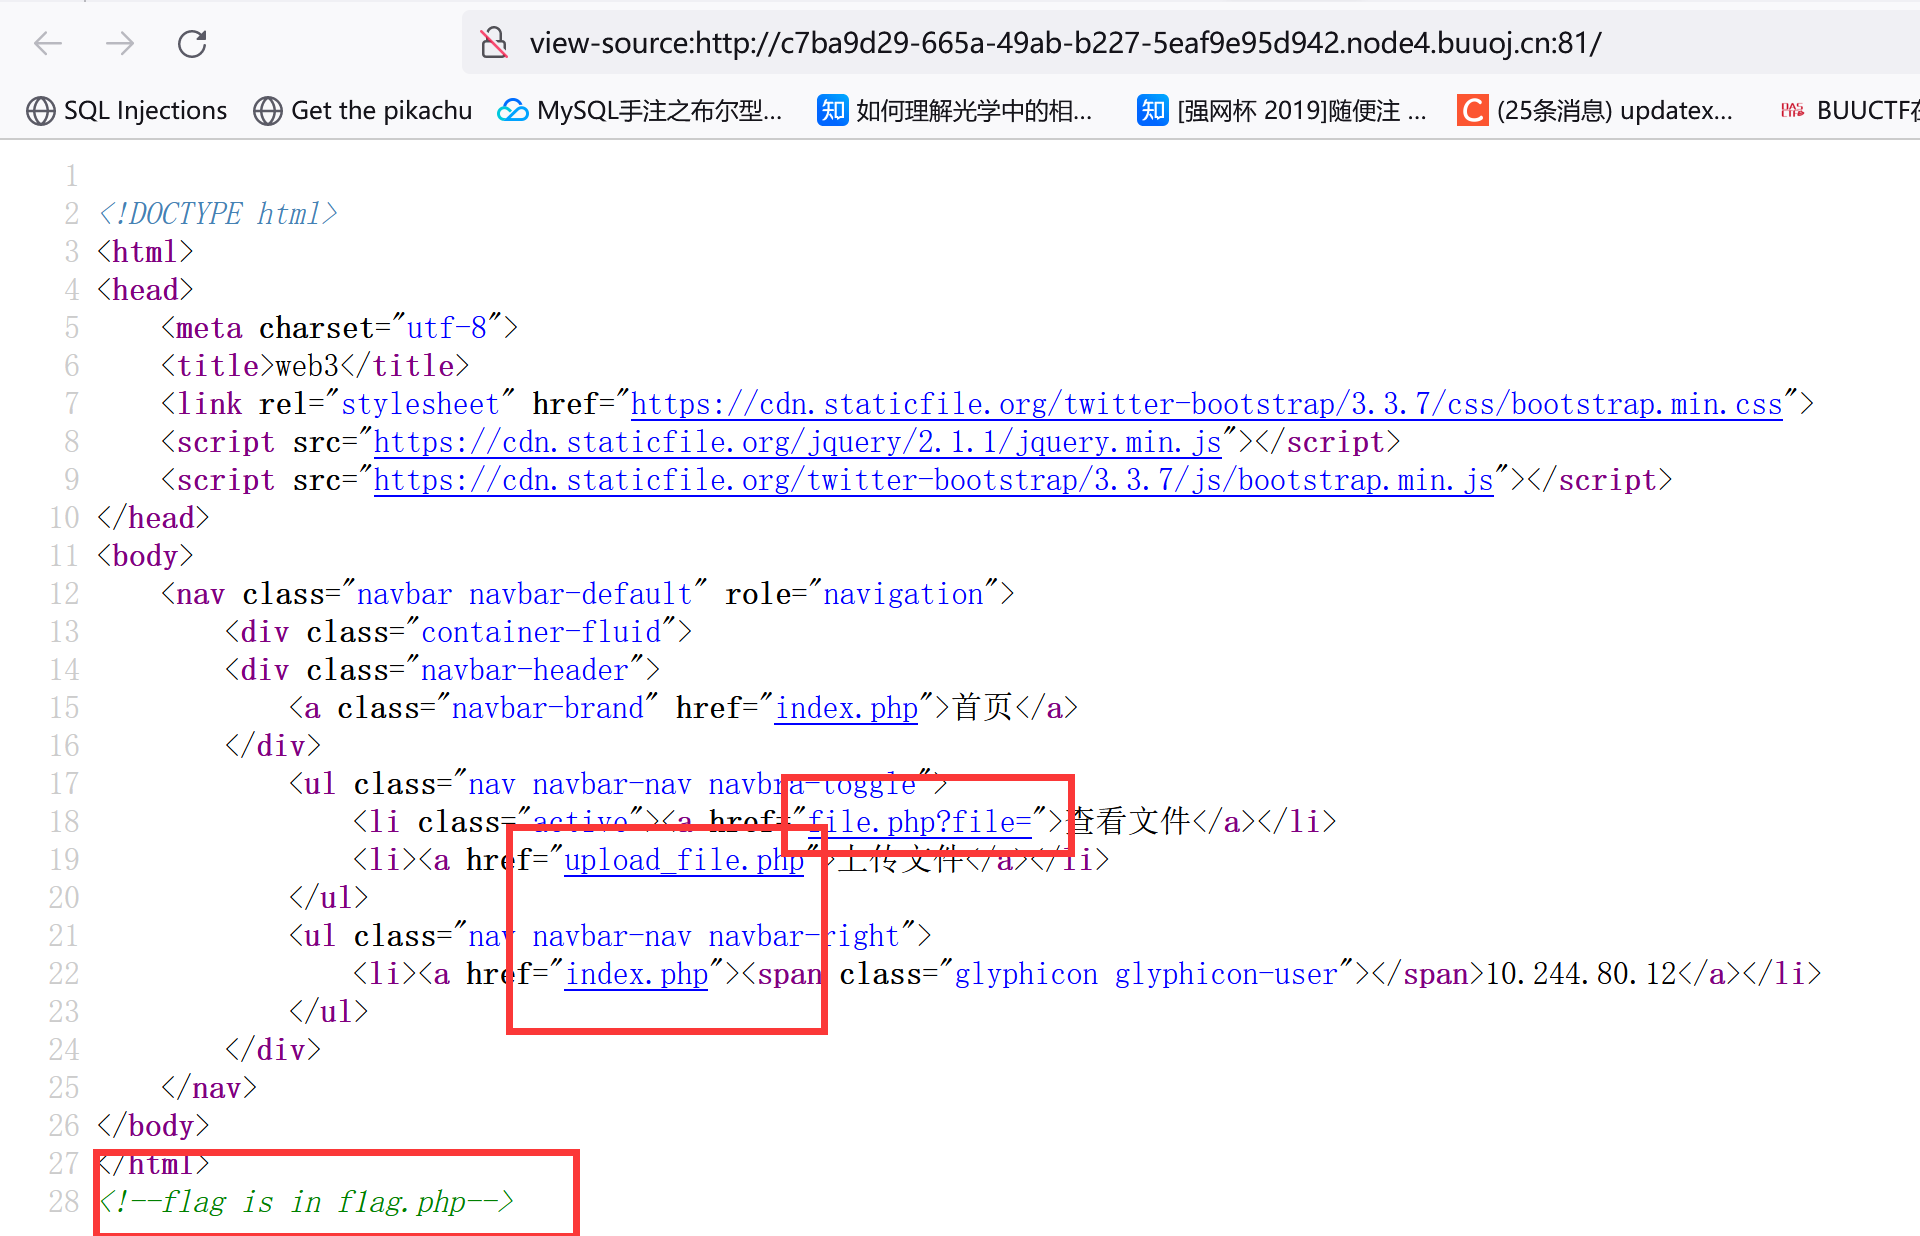 view-source:http://c7ba9d29-665a-49ab-b227-5eaf9e95d942.node4.buuoj.cn:81/
SQL Injections Get the pikachu MySQL手注之布尔型... 知 如何理解光学中的相... 知 [强网杯 2019]随便注 ... C (25条消息) updatex... BUUCTF在
1
2 <!DOCTYPE html>
3 <html>
4 <head>
5 <meta charset="utf-8">
6 <title>web3</title>
7 <link rel="stylesheet" href="https://cdn.staticfile.org/twitter-bootstrap/3.3.7/css/bootstrap.min.css">
8 <script src="https://cdn.staticfile.org/jquery/2.1.1/jquery.min.js"></script>
9 <script src="https://cdn.staticfile.org/twitter-bootstrap/3.3.7/js/bootstrap.min.js"></script>
10 </head>
11 <body>
12 <nav class="navbar navbar-default" role="navigation">
13 <div class="container-fluid">
14 <div class="navbar-header">
15 <a class="navbar-brand" href="index.php">首页</a>
16 </div>
17 <ul class="nav navbar-nav navbra-toggle">
18 <li class="active"><a href="file.php?file=">查看文件</a></li>
19 <li><a href="upload_file.php">上传文件</a></li>
20 </ul>
21 <ul class="nav navbar-nav navbar-right">
22 <li><a href="index.php"><span class="glyphicon glyphicon-user"></span>10.244.80.12</a></li>
23 </ul>
24 </div>
25 </nav>
26 </body>
27 </html>
28 <!--flag is in flag.php-->